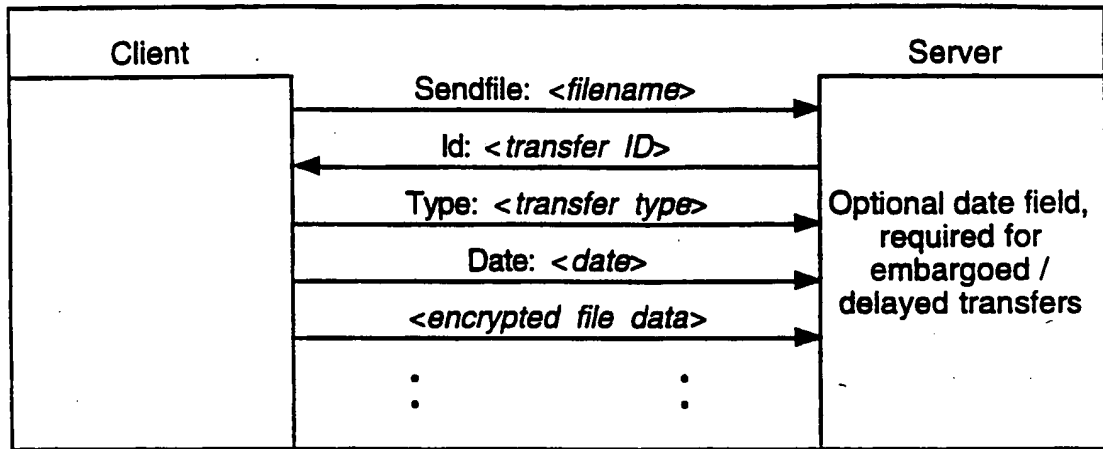 Client
Server
Sendfile: <filename>
Id: <transfer ID>
Type: <transfer type>
Date: <date>
<encrypted file data>
Optional date field,
required for
embargoed /
delayed transfers